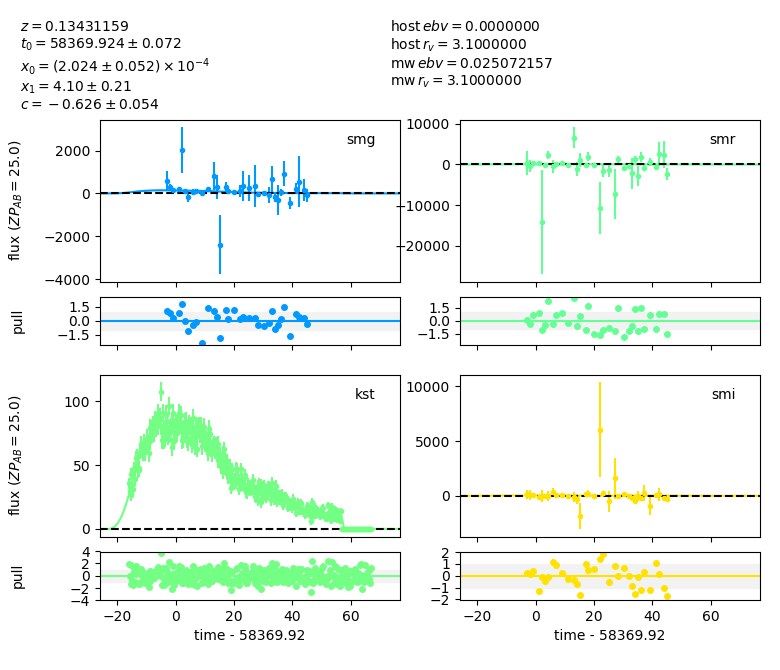 z = 0.13431159
t₀ = 58369.924 ± 0.072
x₀ = (2.024 ± 0.052) × 10⁻⁴
x₁ = 4.10 ± 0.21
c = −0.626 ± 0.054
host ebv = 0.0000000
host r_v = 3.1000000
mw ebv = 0.025072157
mw r_v = 3.1000000
smg
flux (ZP_AB = 25.0)
2000
0
−2000
−4000
smr
10000
0
−10000
−20000
pull
1.5
0.0
−1.5
1.5
0.0
−1.5
kst
flux (ZP_AB = 25.0)
100
50
0
smi
10000
5000
0
pull
4
2
0
−2
−4
2
1
0
−1
−2
−20 0 20 40 60
time - 58369.92
−20 0 20 40 60
time - 58369.92